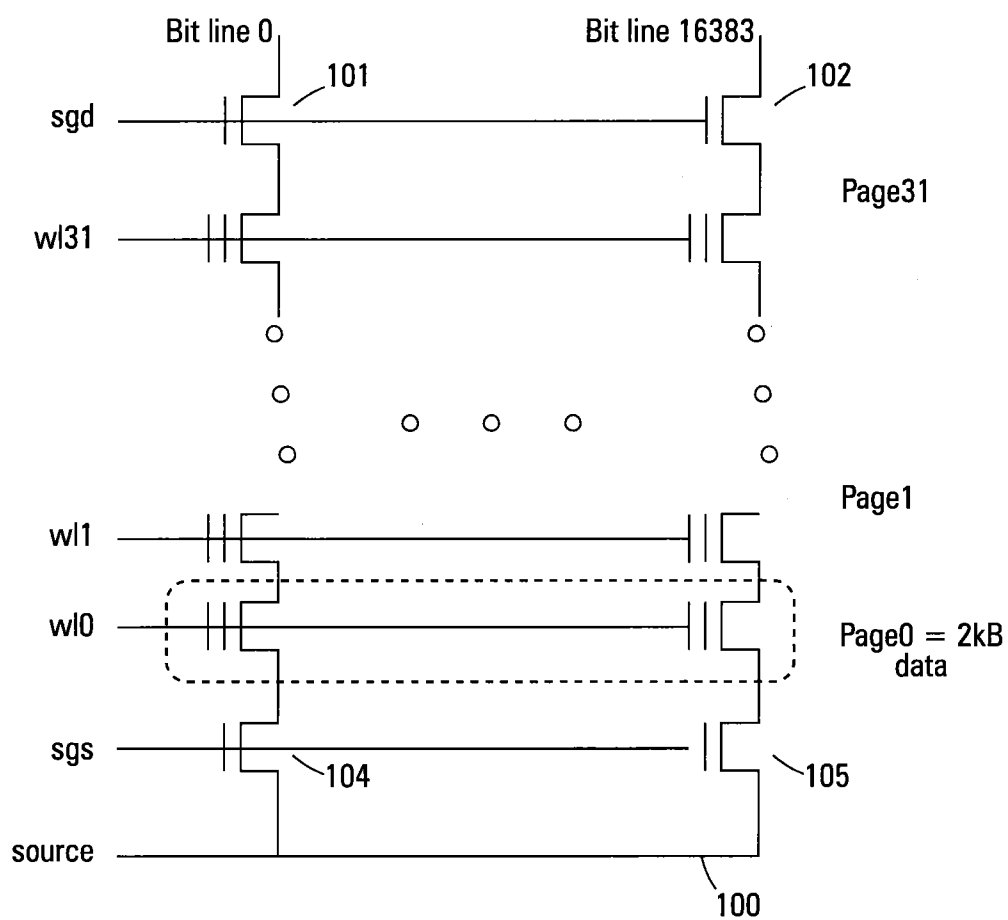 Bit line 0
Bit line 16383
101
102
sgd
Page31
wl31
Page1
wl1
wl0
Page0 = 2kB
data
sgs
104
105
source
100